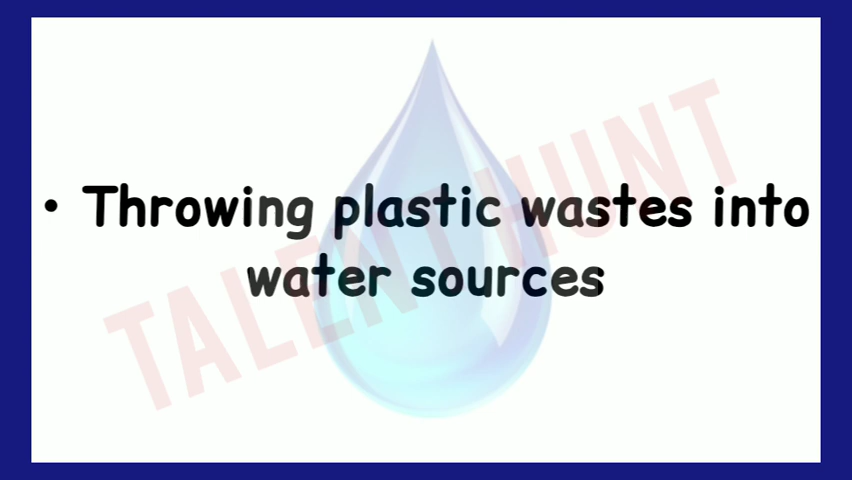 • Throwing plastic wastes into
water sources
TALENT HUNT